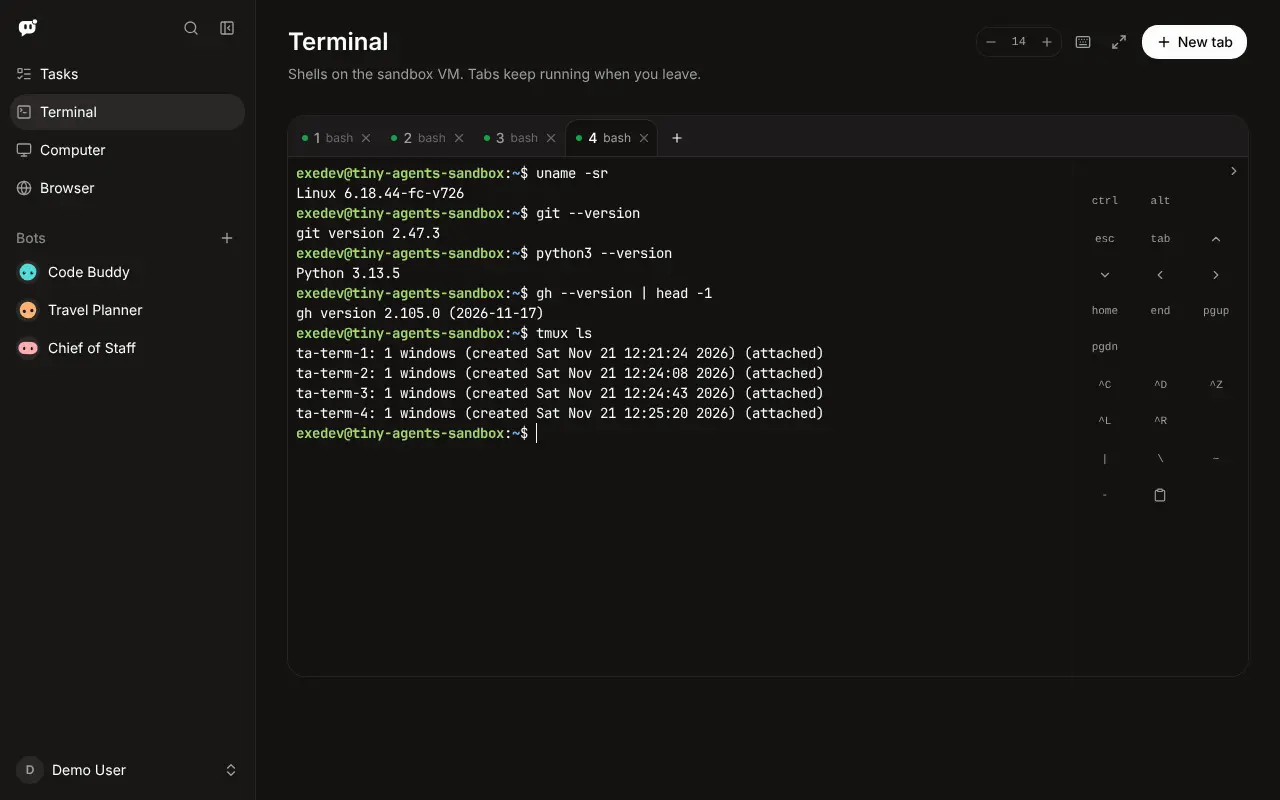 Tasks
Terminal
Computer
Browser
Bots
Code Buddy
Travel Planner
Chief of Staff
D Demo User
Terminal
Shells on the sandbox VM. Tabs keep running when you leave.
− 14 +
+ New tab
1 bash × 2 bash × 3 bash × 4 bash × +
exedev@tiny-agents-sandbox:~$ uname -sr
Linux 6.18.44-fc-v726
exedev@tiny-agents-sandbox:~$ git --version
git version 2.47.3
exedev@tiny-agents-sandbox:~$ python3 --version
Python 3.13.5
exedev@tiny-agents-sandbox:~$ gh --version | head -1
gh version 2.105.0 (2026-11-17)
exedev@tiny-agents-sandbox:~$ tmux ls
ta-term-1: 1 windows (created Sat Nov 21 12:21:24 2026) (attached)
ta-term-2: 1 windows (created Sat Nov 21 12:24:08 2026) (attached)
ta-term-3: 1 windows (created Sat Nov 21 12:24:43 2026) (attached)
ta-term-4: 1 windows (created Sat Nov 21 12:25:20 2026) (attached)
exedev@tiny-agents-sandbox:~$
ctrl alt
esc tab
home end pgup
pgdn
^C ^D ^Z
^L ^R
| \ ~
-